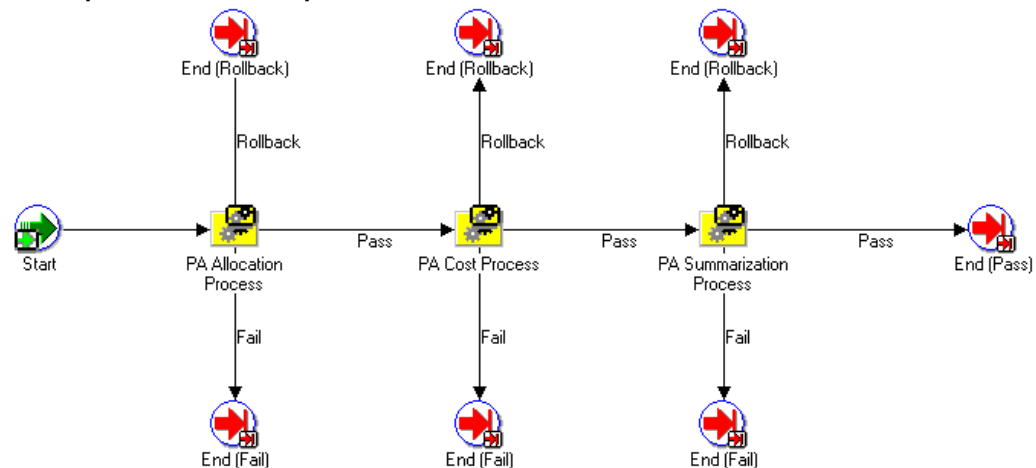 End (Rollback)
End (Rollback)
End (Rollback)
Rollback
Rollback
Rollback
Start
PA Allocation
Process
Pass
PA Cost Process
Pass
PA Summarization
Process
Pass
End (Pass)
Fail
Fail
Fail
End (Fail)
End (Fail)
End (Fail)